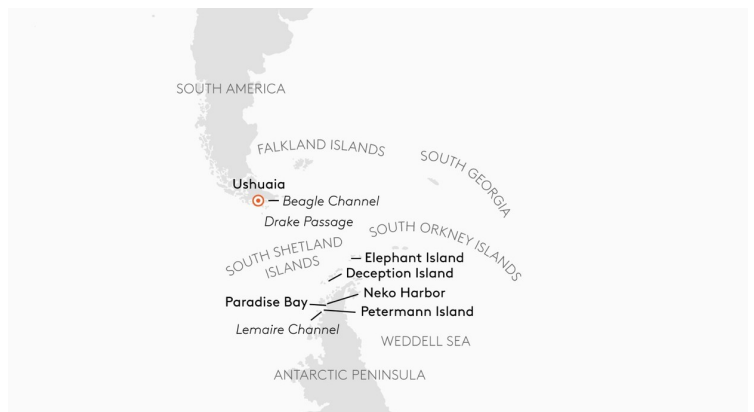 SOUTH AMERICA
FALKLAND ISLANDS
SOUTH GEORGIA
Ushuaia
Beagle Channel
Drake Passage
SOUTH ORKNEY ISLANDS
SOUTH SHETLAND
ISLANDS
Elephant Island
Deception Island
Neko Harbor
Paradise Bay
Petermann Island
Lemaire Channel
WEDDELL SEA
ANTARCTIC PENINSULA